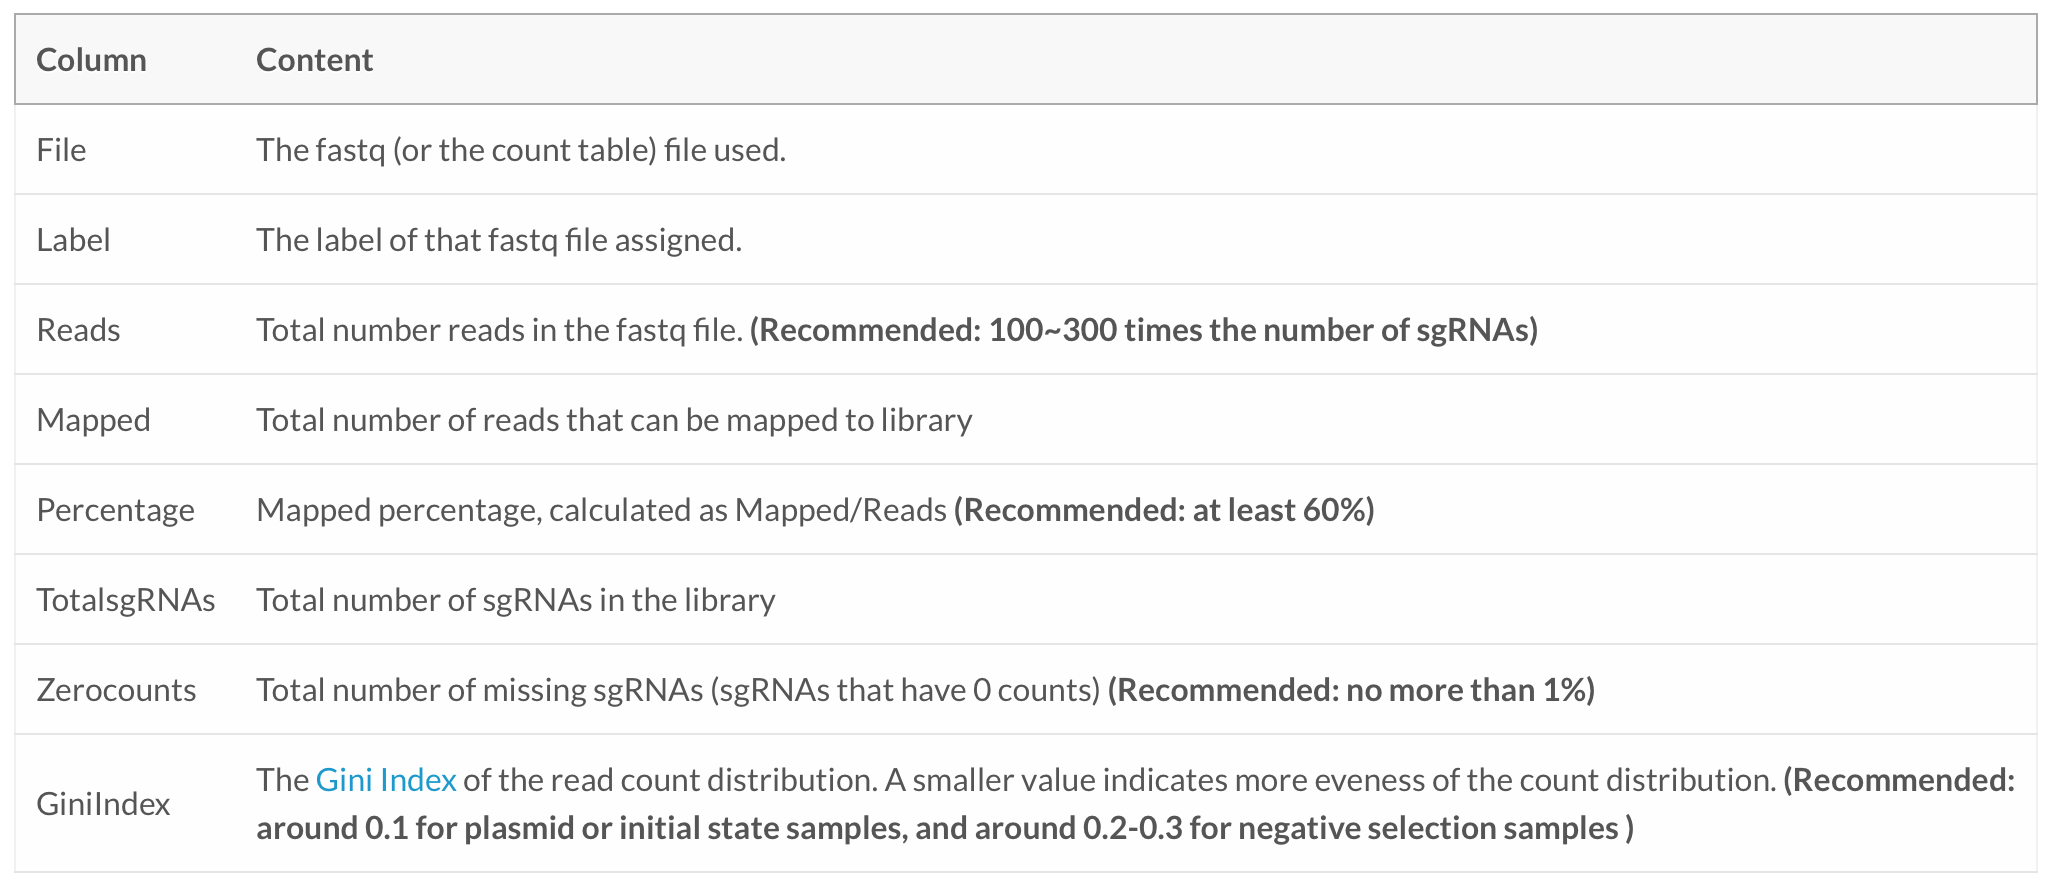 Column Content
File The fastq (or the count table) file used.
Label The label of that fastq file assigned.
Reads Total number reads in the fastq file. (Recommended: 100~300 times the number of sgRNAs)
Mapped Total number of reads that can be mapped to library
Percentage Mapped percentage, calculated as Mapped/Reads (Recommended: at least 60%)
TotalsgRNAs Total number of sgRNAs in the library
Zerocounts Total number of missing sgRNAs (sgRNAs that have 0 counts) (Recommended: no more than 1%)
GiniIndex The Gini Index of the read count distribution. A smaller value indicates more eveness of the count distribution. (Recommended:
around 0.1 for plasmid or initial state samples, and around 0.2-0.3 for negative selection samples )